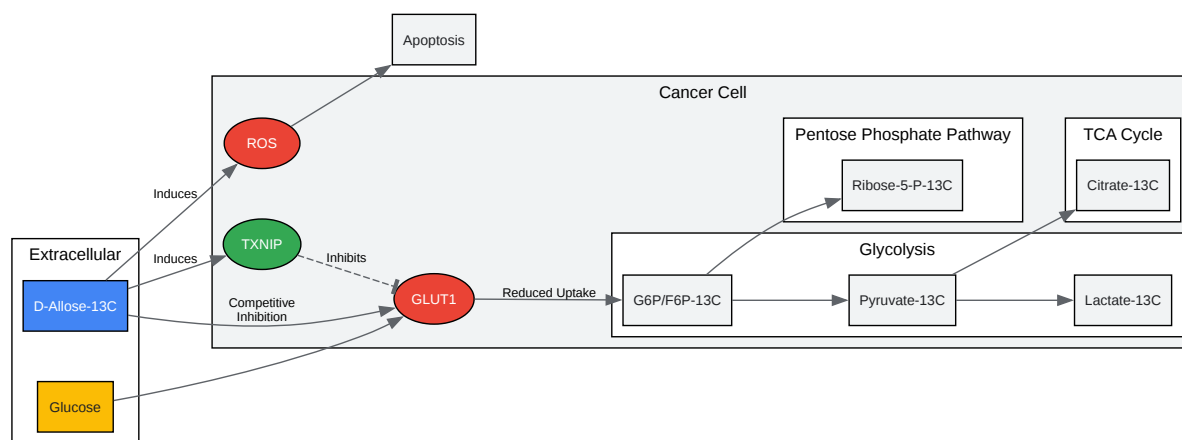 Apoptosis
Cancer Cell
ROS
Pentose Phosphate Pathway
TCA Cycle
Ribose-5-P-13C
Citrate-13C
Induces
TXNIP
Extracellular
Induces
Inhibits
Glycolysis
D-Allose-13C
Competitive
Inhibition
GLUT1
Reduced Uptake
G6P/F6P-13C
Pyruvate-13C
Lactate-13C
Glucose